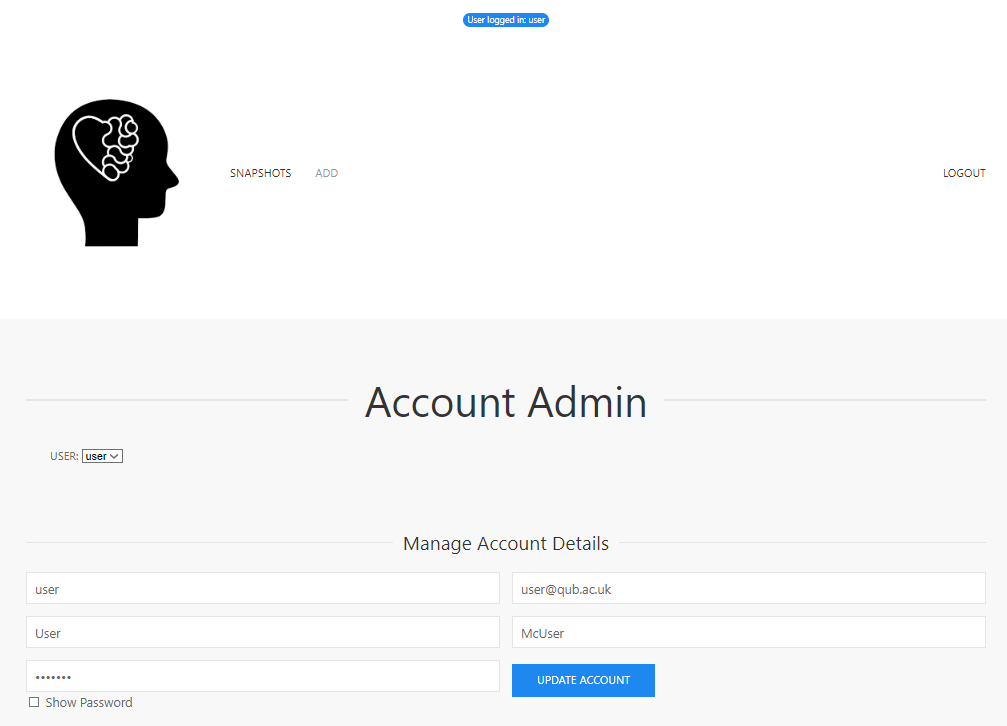 User logged in: user
SNAPSHOTS ADD LOGOUT
Account Admin
USER: user
Manage Account Details
user user@qub.ac.uk
User McUser
••••••• UPDATE ACCOUNT
Show Password